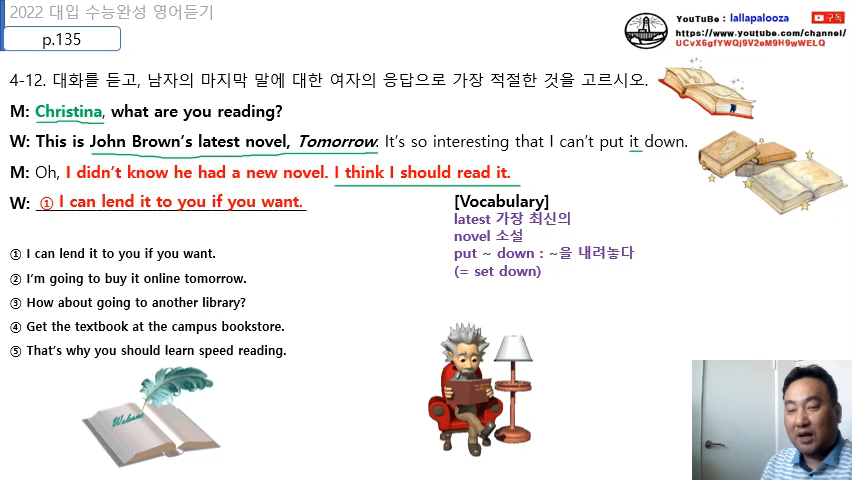 2022 대입 수능완성 영어듣기
p.135
YouTuBe : lallapalooza
구독
https://www.youtube.com/channel/
UCvX6gfYWQj9V2eM9H9wWELQ
4-12. 대화를 듣고, 남자의 마지막 말에 대한 여자의 응답으로 가장 적절한 것을 고르시오.
M: Christina, what are you reading?
W: This is John Brown’s latest novel, Tomorrow. It’s so interesting that I can’t put it down.
M: Oh, I didn’t know he had a new novel. I think I should read it.
W: ① I can lend it to you if you want.
[Vocabulary]
latest 가장 최신의
novel 소설
put ~ down : ~을 내려놓다
(= set down)
① I can lend it to you if you want.
② I’m going to buy it online tomorrow.
③ How about going to another library?
④ Get the textbook at the campus bookstore.
⑤ That’s why you should learn speed reading.
Welcome